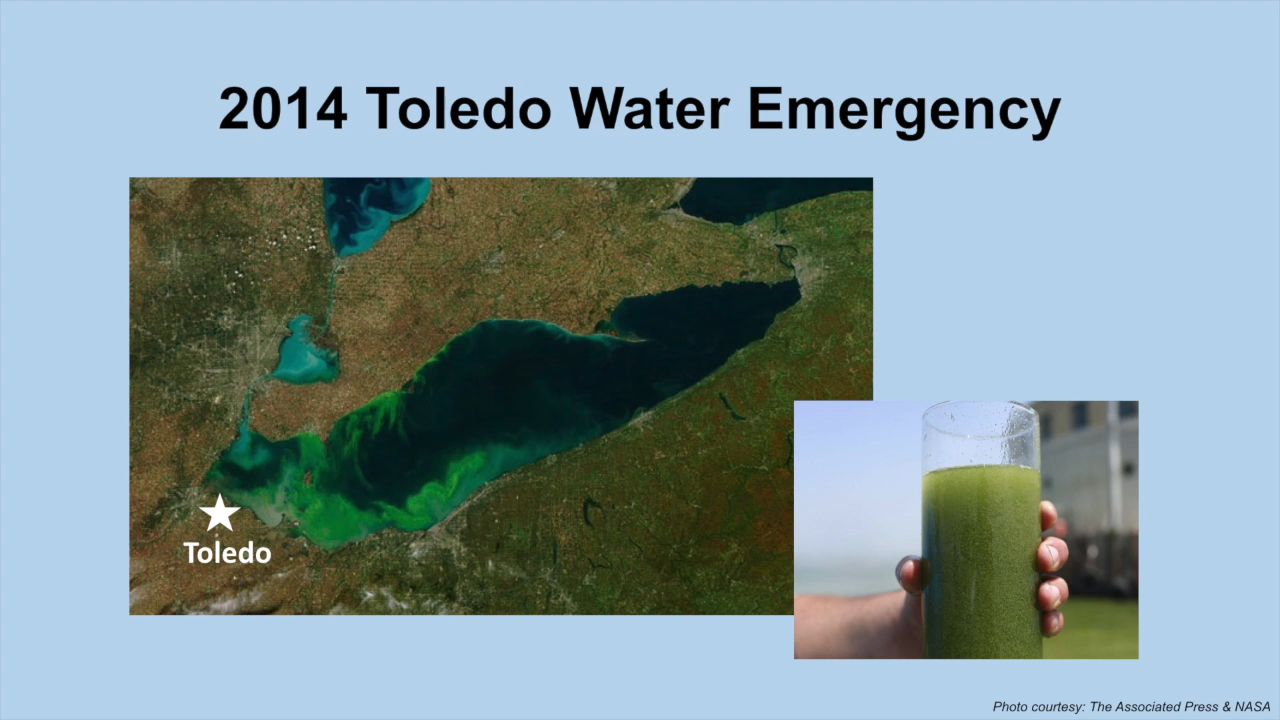 2014 Toledo Water Emergency
Toledo
Photo courtesy: The Associated Press & NASA